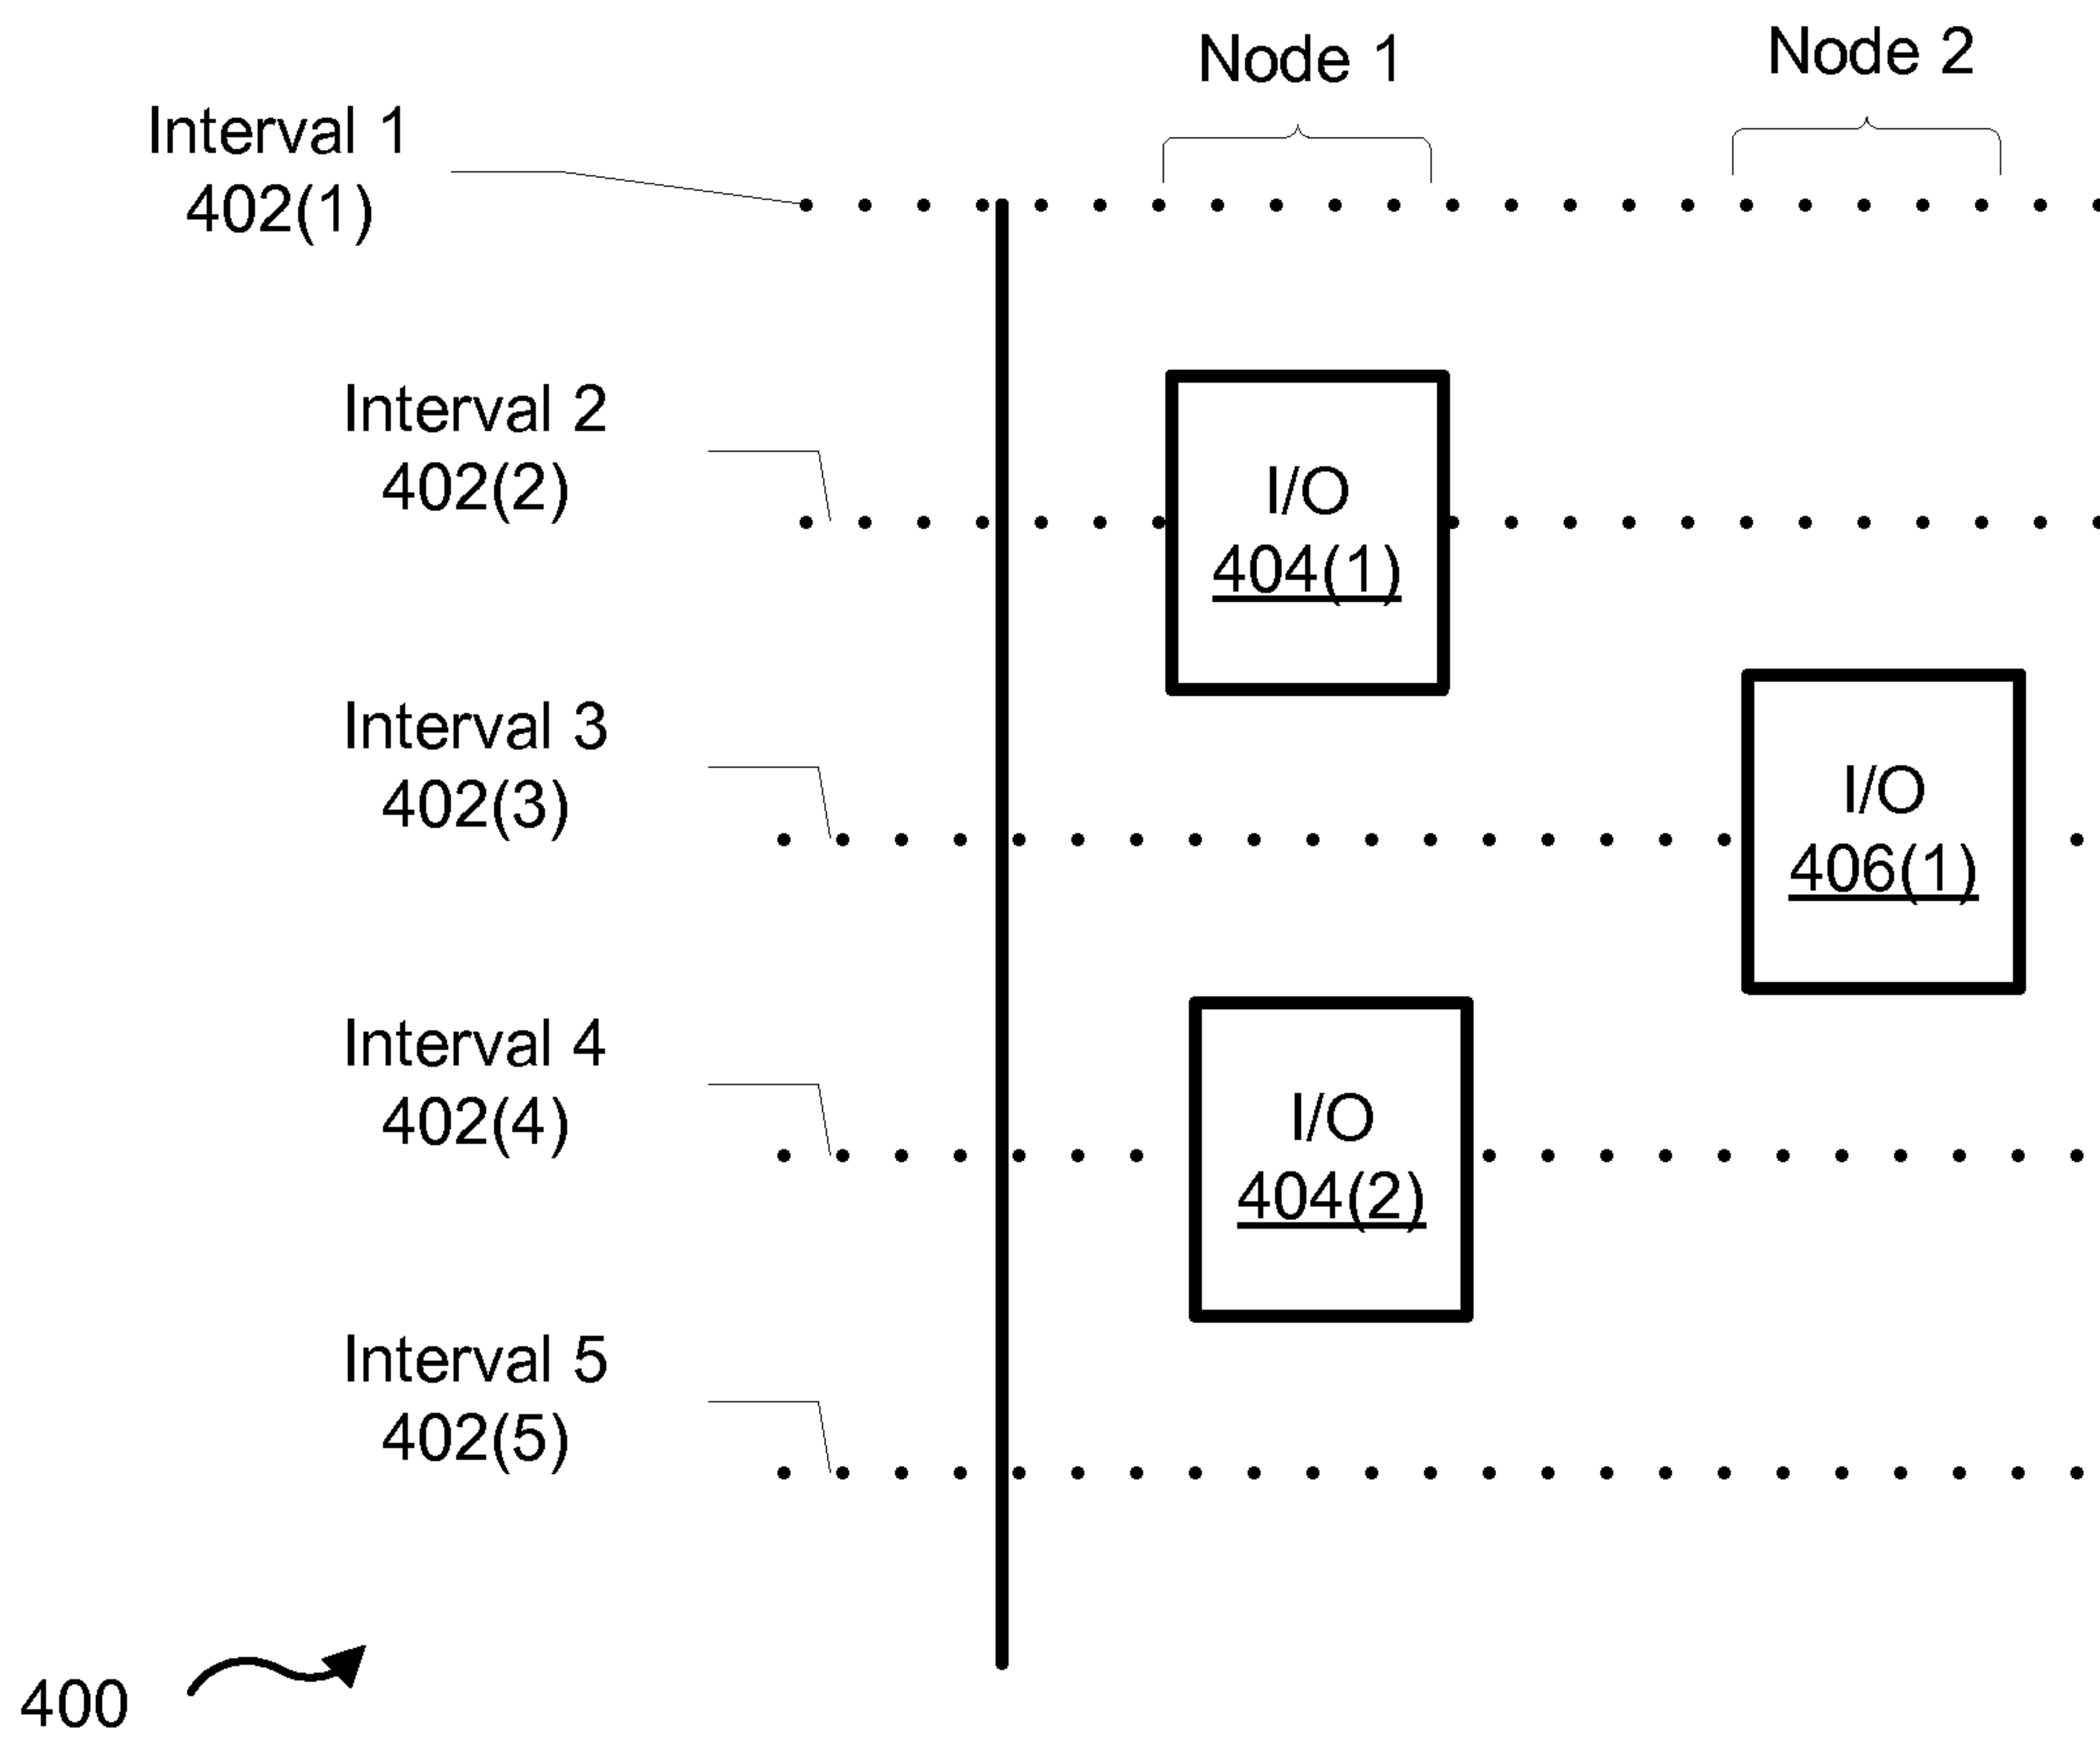 Node 1
Node 2
Interval 1
402(1)
Interval 2
402(2)
I/O
404(1)
Interval 3
402(3)
I/O
406(1)
Interval 4
402(4)
I/O
404(2)
Interval 5
402(5)
400